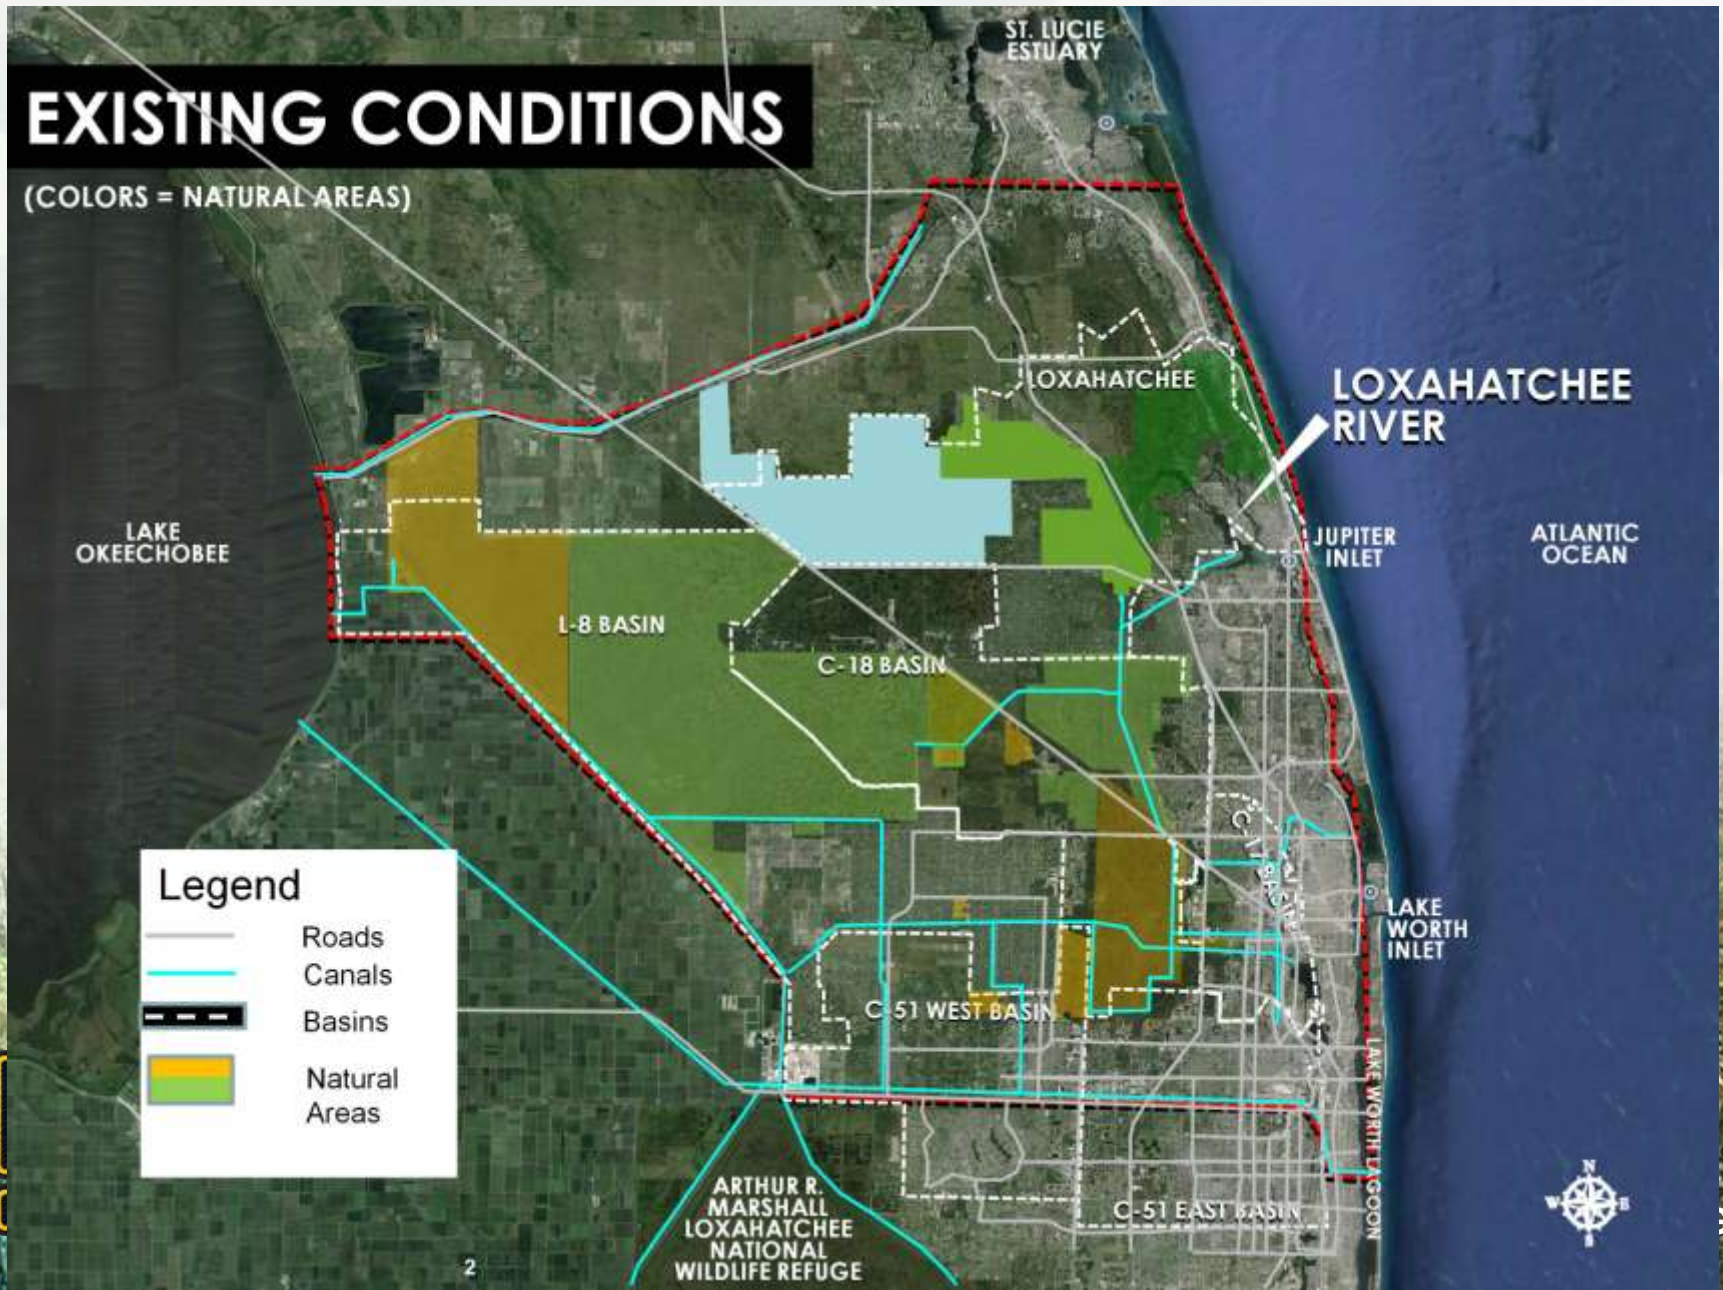 ST. LUCIE
ESTUARY
EXISTING CONDITIONS
(COLORS = NATURAL AREAS)
LOXAHATCHEE
LOXAHATCHEE
RIVER
LAKE
OKEECHOBEE
JUPITER
INLET
ATLANTIC
OCEAN
L-8 BASIN
C-18 BASIN
C-17 BASIN
Legend
Roads
Canals
Basins
Natural
Areas
LAKE
WORTH
INLET
C-51 WEST BASIN
LAKE WORTH LAGOON
ARTHUR R.
MARSHALL
LOXAHATCHEE
NATIONAL
WILDLIFE REFUGE
C-51 EAST BASIN
N
W
E
S
2